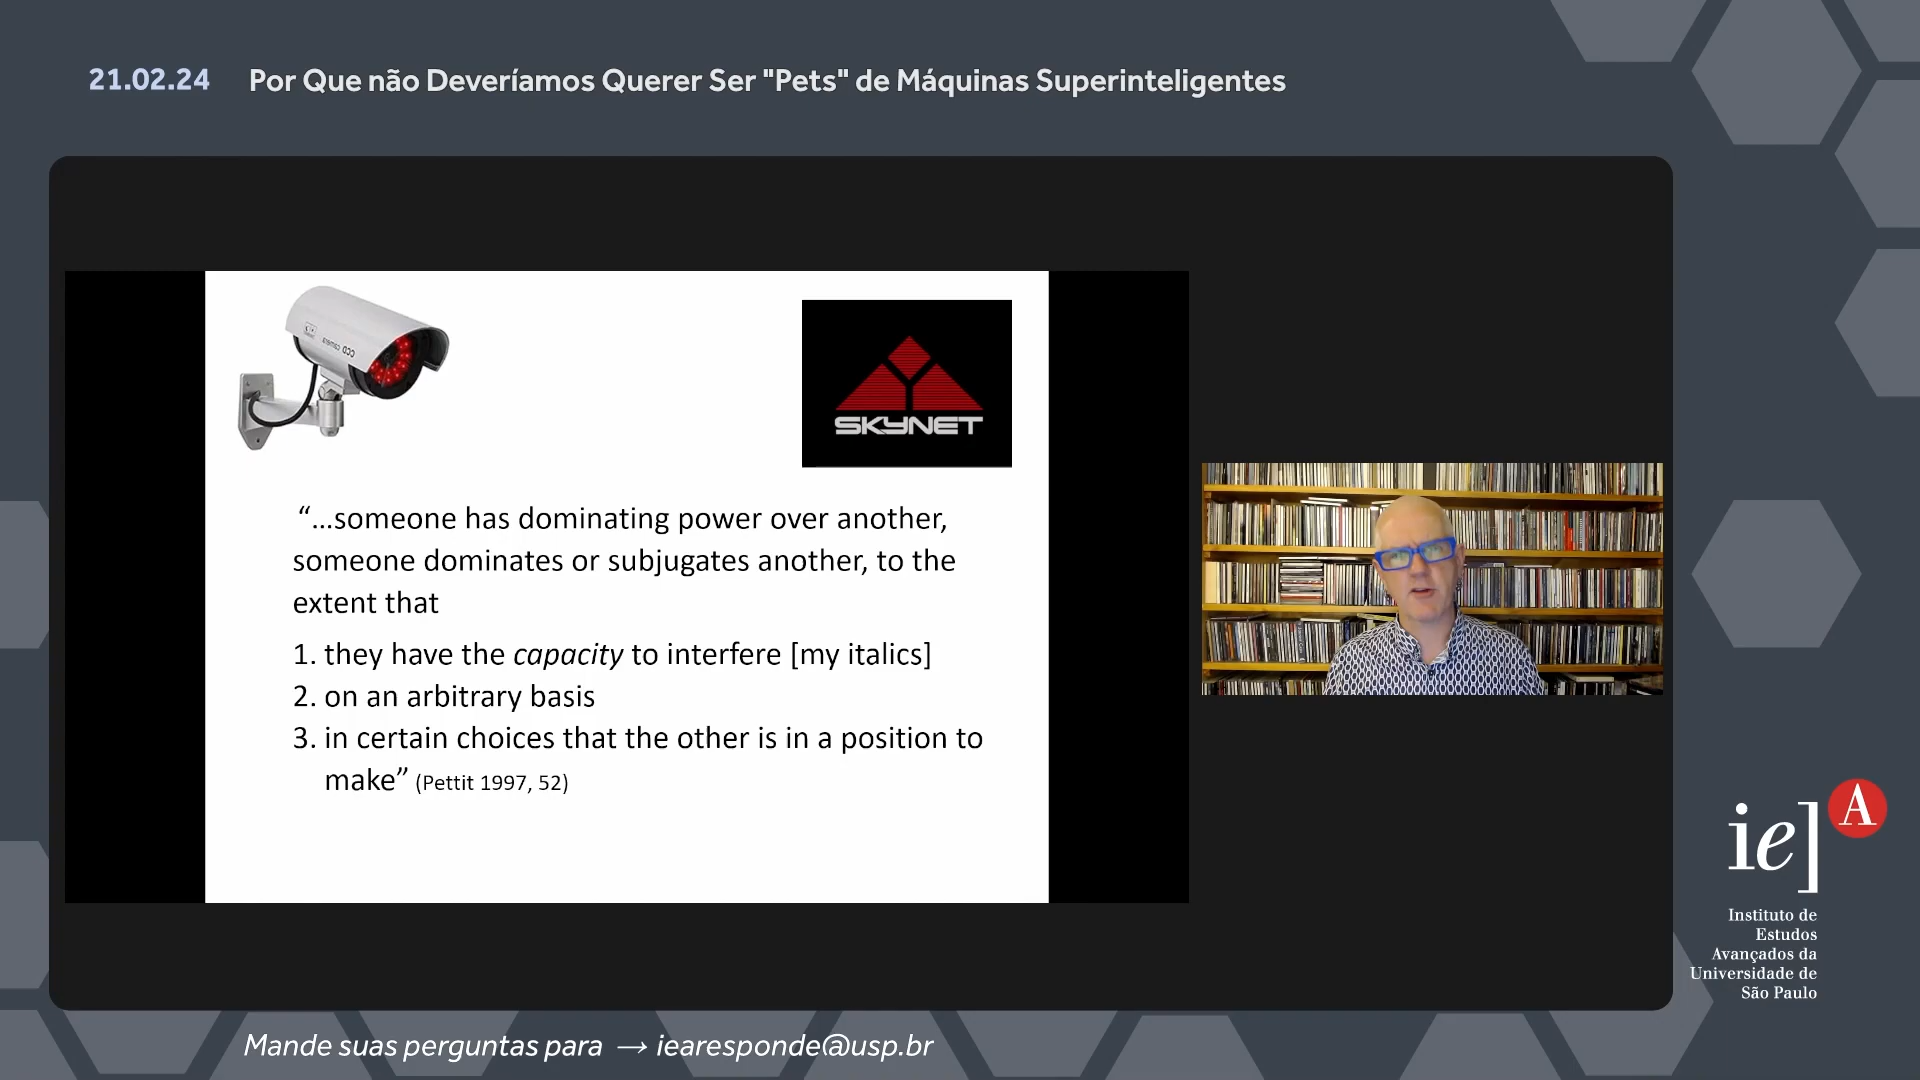 21.02.24 Por Que não Deveríamos Querer Ser "Pets" de Máquinas Superinteligentes
CCD camera
SKYNET
“...someone has dominating power over another,
someone dominates or subjugates another, to the
extent that
1. they have the capacity to interfere [my italics]
2. on an arbitrary basis
3. in certain choices that the other is in a position to
make” (Pettit 1997, 52)
ie] A
Instituto de
Estudos
Avançados da
Universidade de
São Paulo
Mande suas perguntas para → iearesponde@usp.br